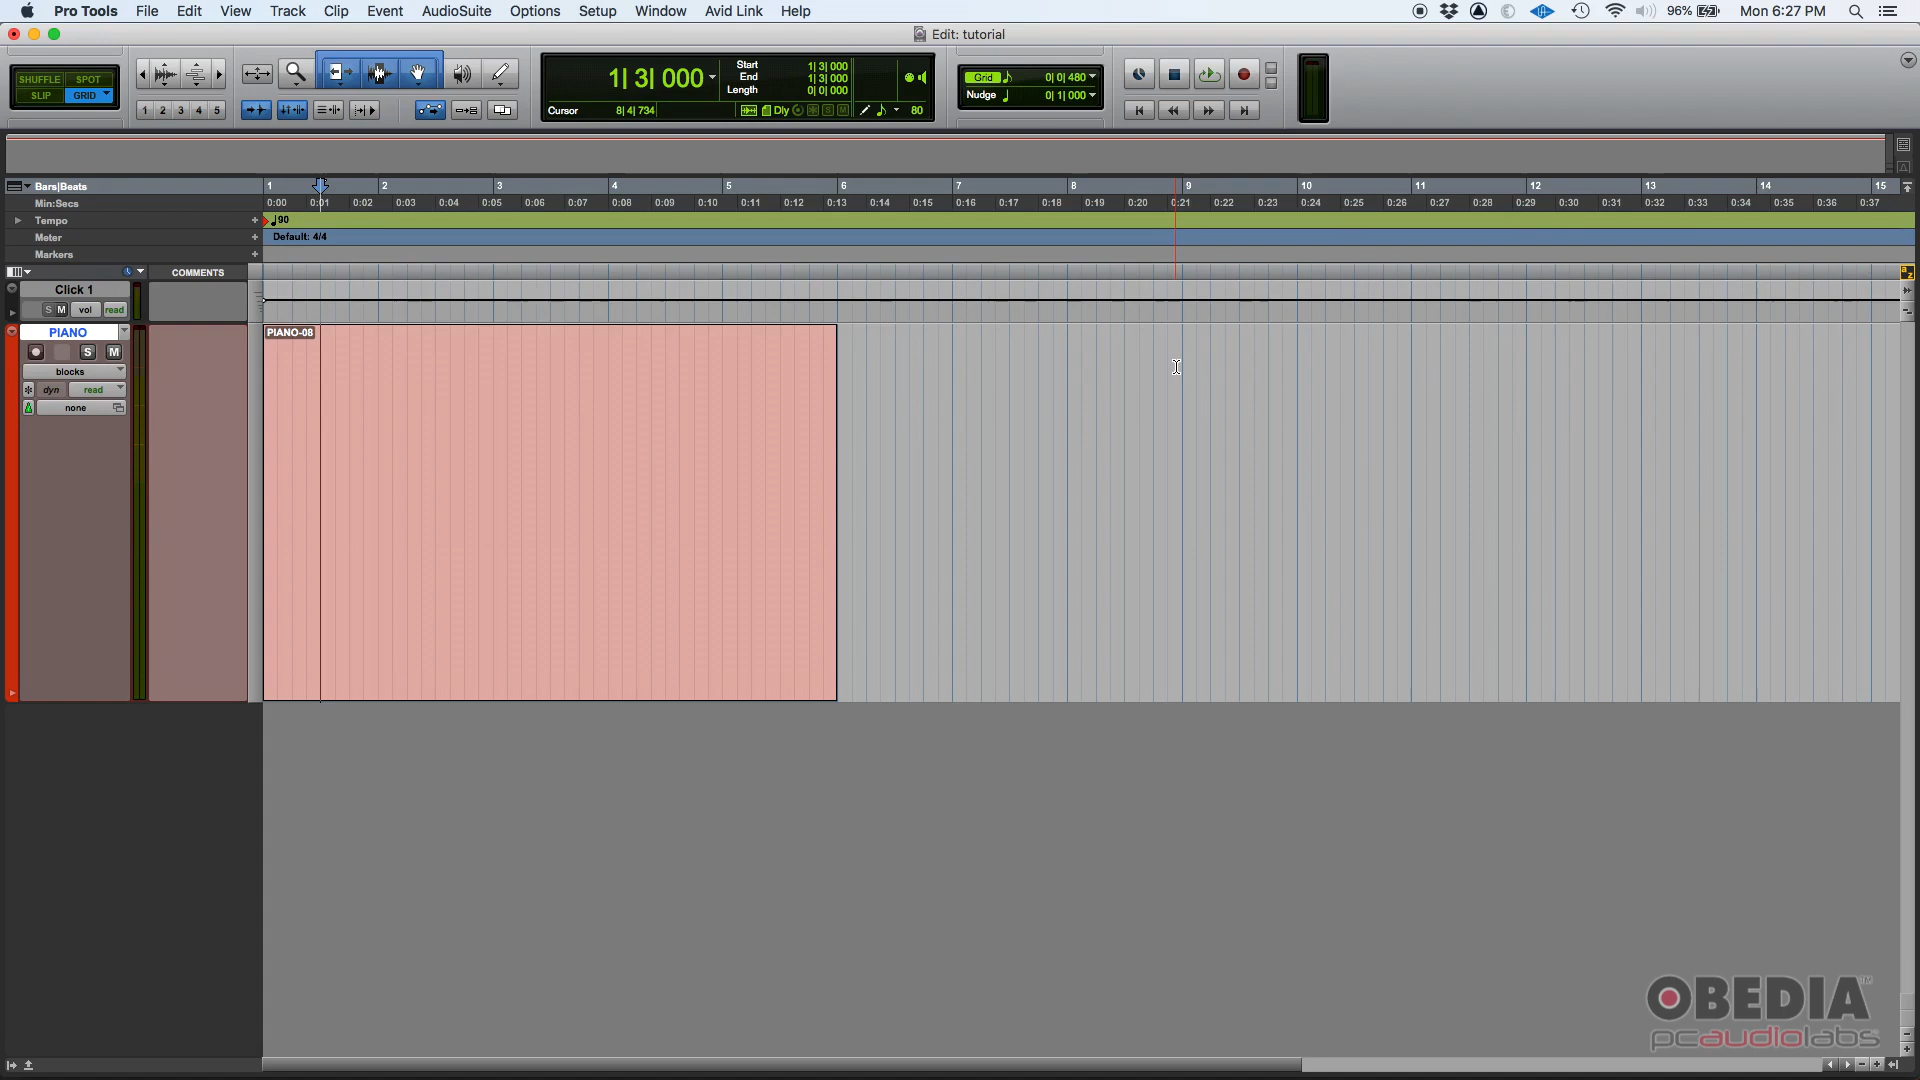 Pro Tools File Edit View Track Clip Event AudioSuite Options Setup Window Avid Link Help 96% Mon 6:27 PM
Edit: tutorial
SHUFFLE SPOT
SLIP GRID
1 2 3 4 5
1| 3| 000
Start 1| 3| 000
End 1| 3| 000
Length 0| 0| 000
Cursor 8| 4| 734
Dly S M 80
Grid 0| 0| 480
Nudge 0| 1| 000
Bars|Beats 1 2 3 4 5 6 7 8 9 10 11 12 13 14 15
Min:Secs 0:00 0:01 0:02 0:03 0:04 0:05 0:06 0:07 0:08 0:09 0:10 0:11 0:12 0:13 0:14 0:15 0:16 0:17 0:18 0:19 0:20 0:21 0:22 0:23 0:24 0:25 0:26 0:27 0:28 0:29 0:30 0:31 0:32 0:33 0:34 0:35 0:36 0:37
Tempo + 90
Meter + Default: 4/4
Markers +
COMMENTS
a z
Click 1
S M vol read
PIANO
PIANO-08
S M
blocks
dyn read
none
OBEDIA™
pcaudiolabs